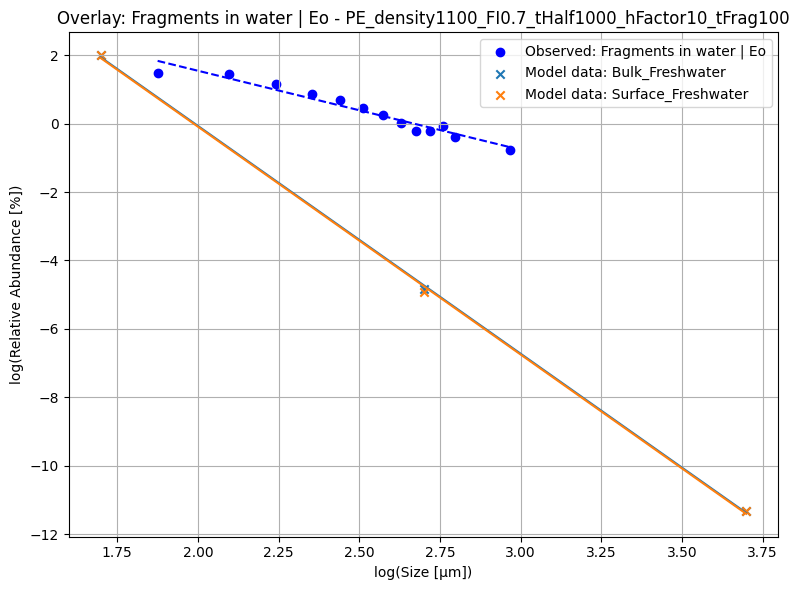 Overlay: Fragments in water | Eo - PE_density1100_FI0.7_tHalf1000_hFactor10_tFrag100
Observed: Fragments in water | Eo
Model data: Bulk_Freshwater
Model data: Surface_Freshwater
log(Relative Abundance [%])
2
0
−2
−4
−6
−8
−10
−12
1.75
2.00
2.25
2.50
2.75
3.00
3.25
3.50
3.75
log(Size [μm])